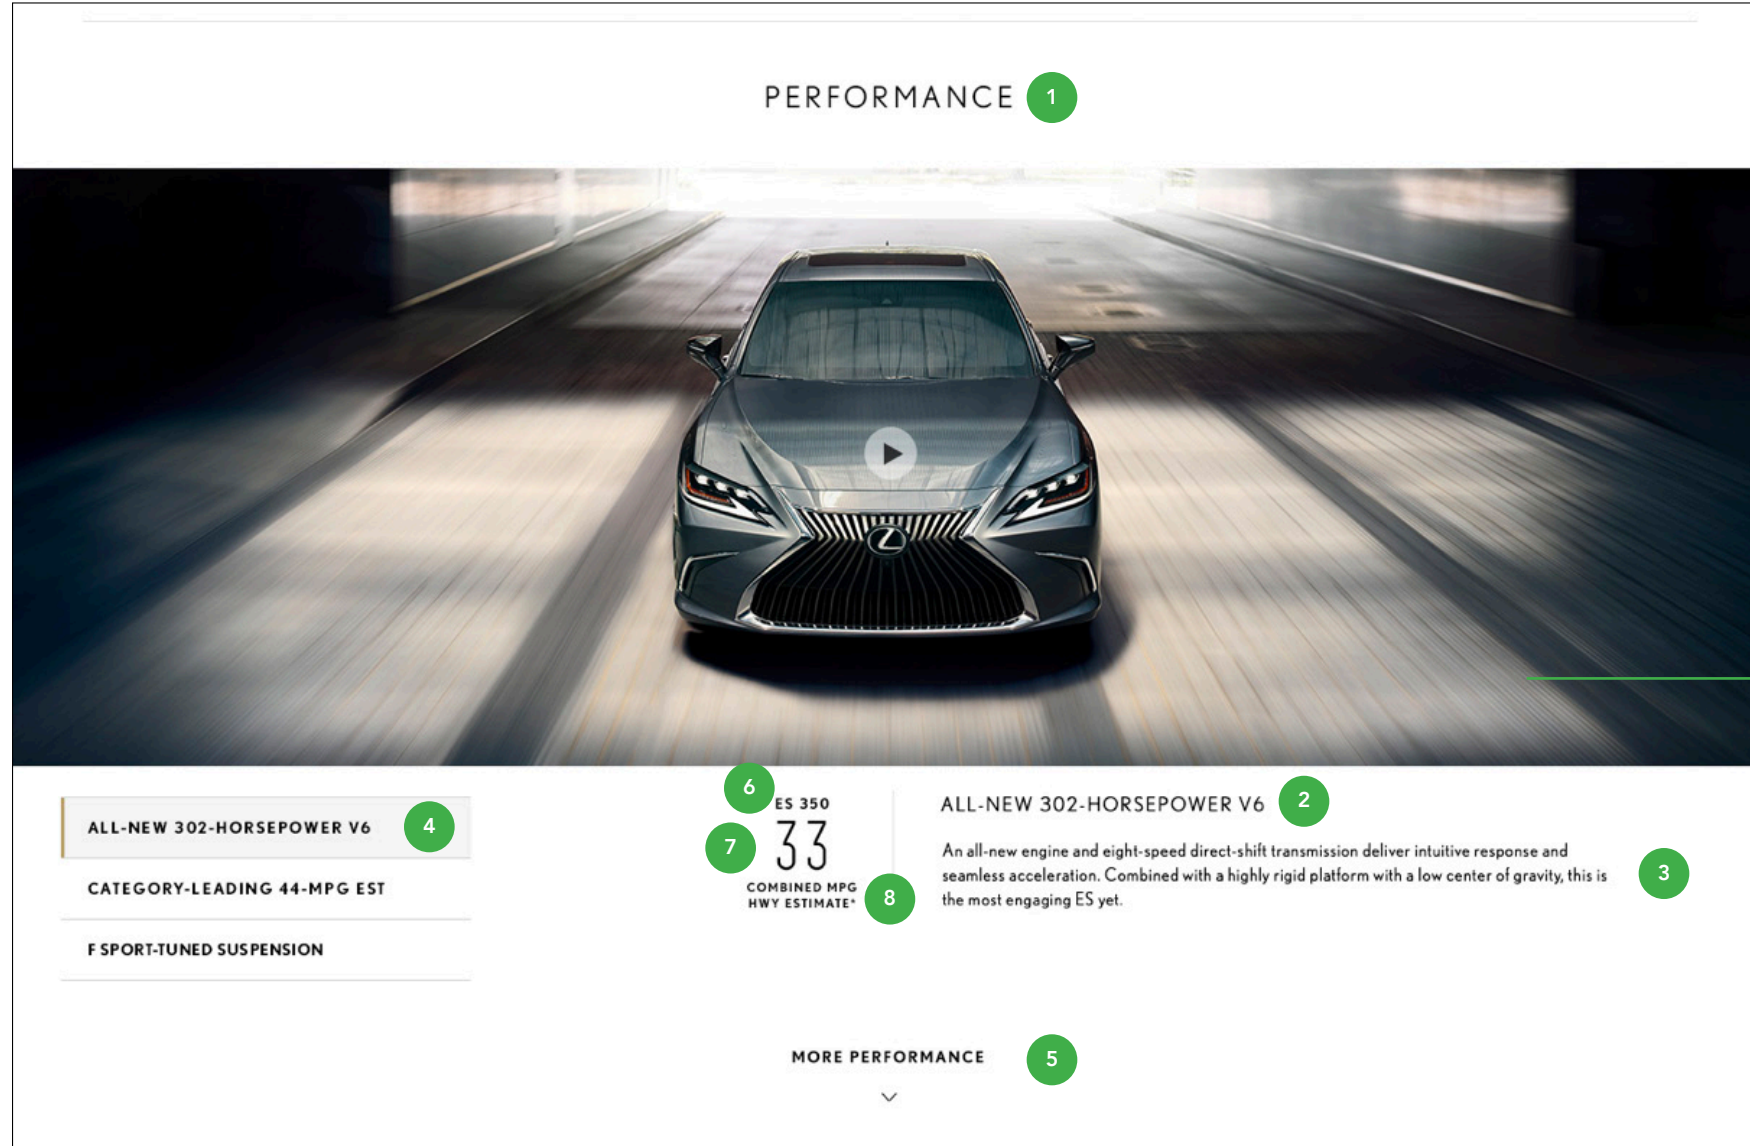 PERFORMANCE 1
ALL-NEW 302-HORSEPOWER V6 4
CATEGORY-LEADING 44-MPG EST
F SPORT-TUNED SUSPENSION
6
ES 350
7 33
COMBINED MPG
HWY ESTIMATE* 8
ALL-NEW 302-HORSEPOWER V6 2
An all-new engine and eight-speed direct-shift transmission deliver intuitive response and
seamless acceleration. Combined with a highly rigid platform with a low center of gravity, this is
the most engaging ES yet.
3
MORE PERFORMANCE 5